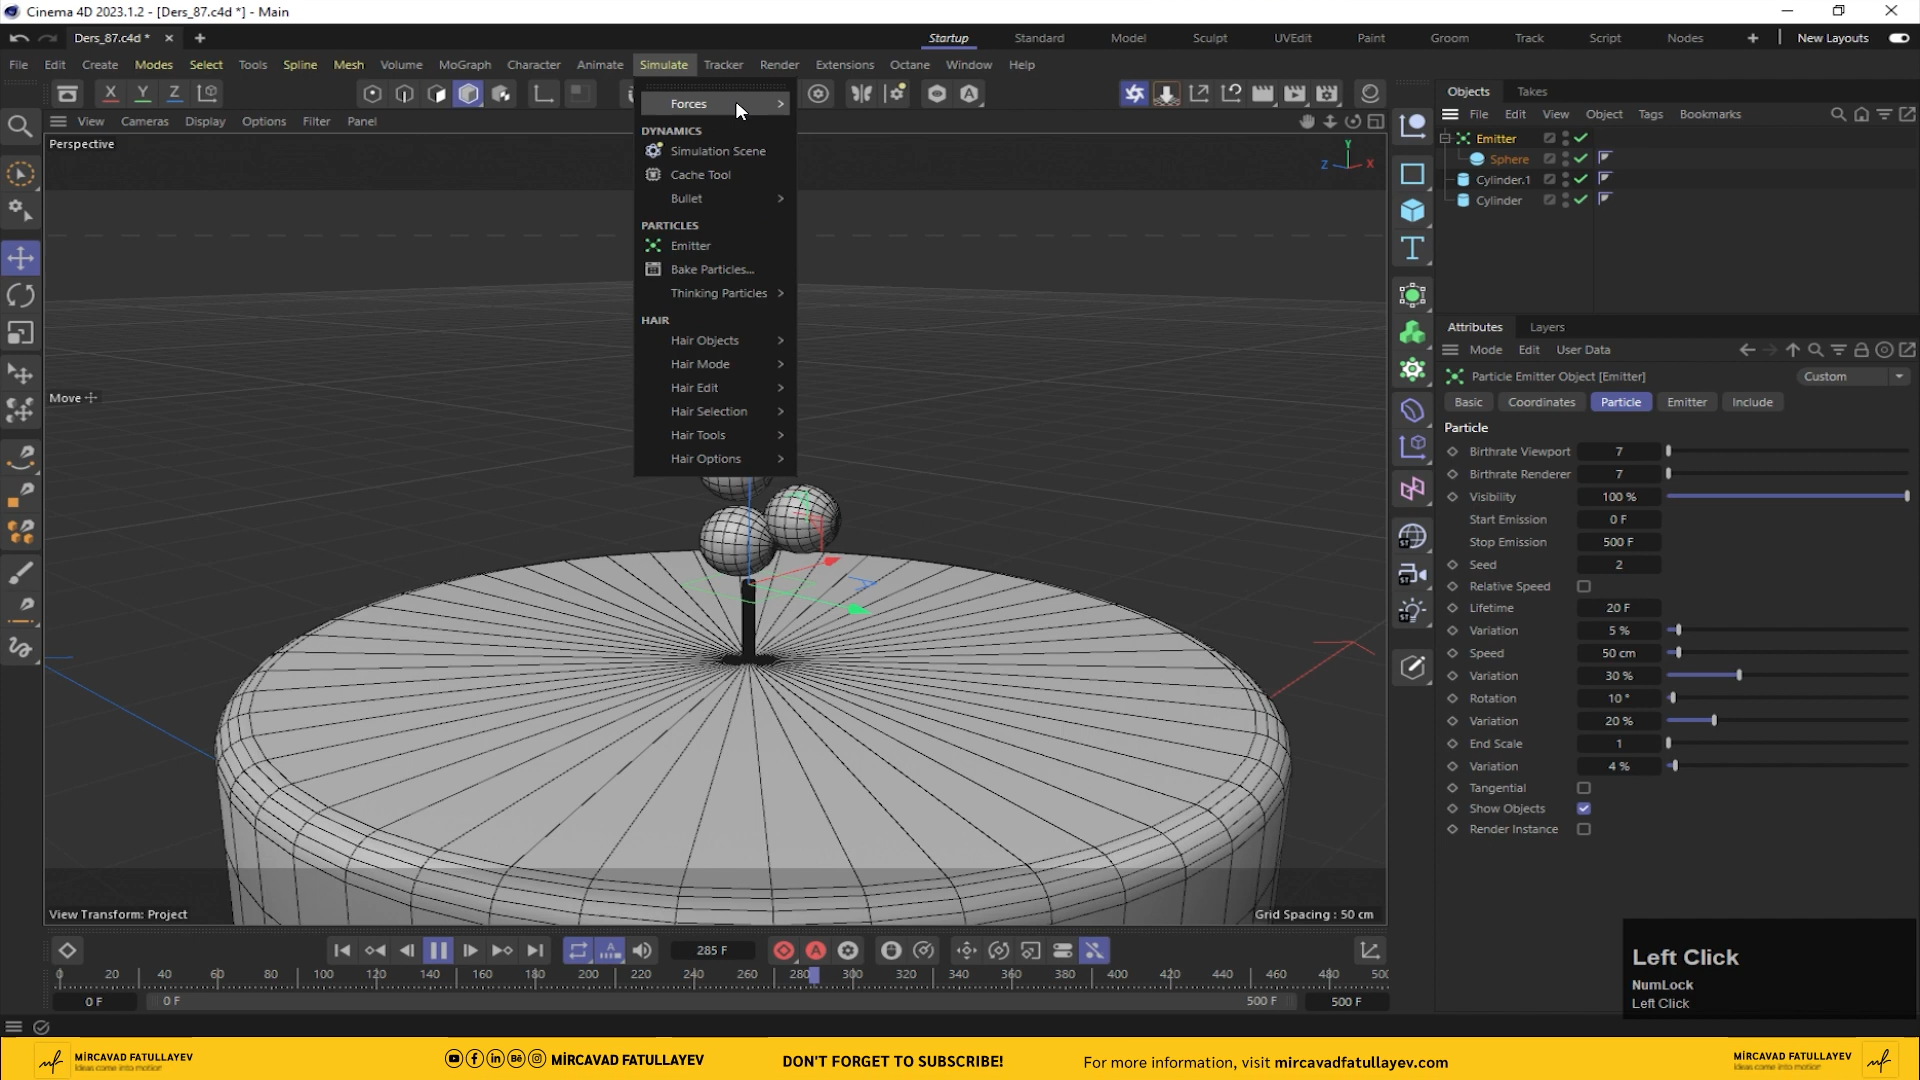 Cinema 4D 2023.1.2 - [Ders_87.c4d *] - Main
Ders_87.c4d *
Startup
Standard
Model
Sculpt
UVEdit
Paint
Groom
Track
Script
Nodes
New Layouts
File
Edit
Create
Modes
Select
Tools
Spline
Mesh
Volume
MoGraph
Character
Animate
Simulate
Tracker
Render
Extensions
Octane
Window
Help
X
Y
Z
View
Cameras
Display
Options
Filter
Panel
Perspective
Y
Z
X
Move
Forces
DYNAMICS
Simulation Scene
Cache Tool
Bullet
PARTICLES
Emitter
Bake Particles...
Thinking Particles
HAIR
Hair Objects
Hair Mode
Hair Edit
Hair Selection
Hair Tools
Hair Options
View Transform: Project
Grid Spacing : 50 cm
Objects
Takes
File
Edit
View
Object
Tags
Bookmarks
Emitter
Sphere
Cylinder.1
Cylinder
Attributes
Layers
Mode
Edit
User Data
Particle Emitter Object [Emitter]
Custom
Basic
Coordinates
Particle
Emitter
Include
Particle
Birthrate Viewport 7
Birthrate Renderer 7
Visibility 100 %
Start Emission 0 F
Stop Emission 500 F
Seed 2
Relative Speed
Lifetime 20 F
Variation 5 %
Speed 50 cm
Variation 30 %
Rotation 10 °
Variation 20 %
End Scale 1
Variation 4 %
Tangential
Show Objects
Render Instance
285 F
0 20 40 60 80 100 120 140 160 180 200 220 240 260 280 300 320 340 360 380 400 420 440 460 480 500
0 F
0 F
500 F
500 F
Left Click
NumLock
Left Click
MİRCAVAD FATULLAYEV
Ideas come into motion
MİRCAVAD FATULLAYEV
DON'T FORGET TO SUBSCRIBE!
For more information, visit mircavadfatullayev.com
MİRCAVAD FATULLAYEV
Ideas come into motion